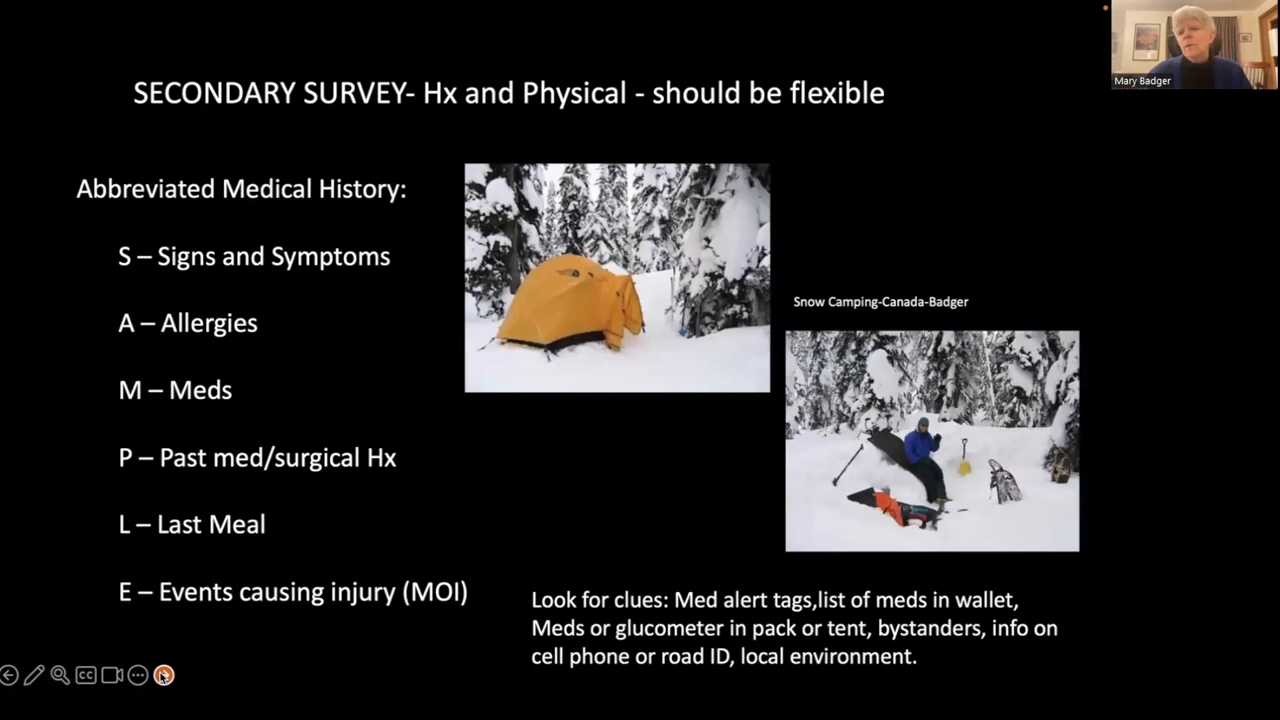 Mary Badger
SECONDARY SURVEY- Hx and Physical - should be flexible
Abbreviated Medical History:
S – Signs and Symptoms
A – Allergies
M – Meds
P – Past med/surgical Hx
L – Last Meal
E – Events causing injury (MOI)
Snow Camping-Canada-Badger
Look for clues: Med alert tags,list of meds in wallet,
Meds or glucometer in pack or tent, bystanders, info on
cell phone or road ID, local environment.
CC